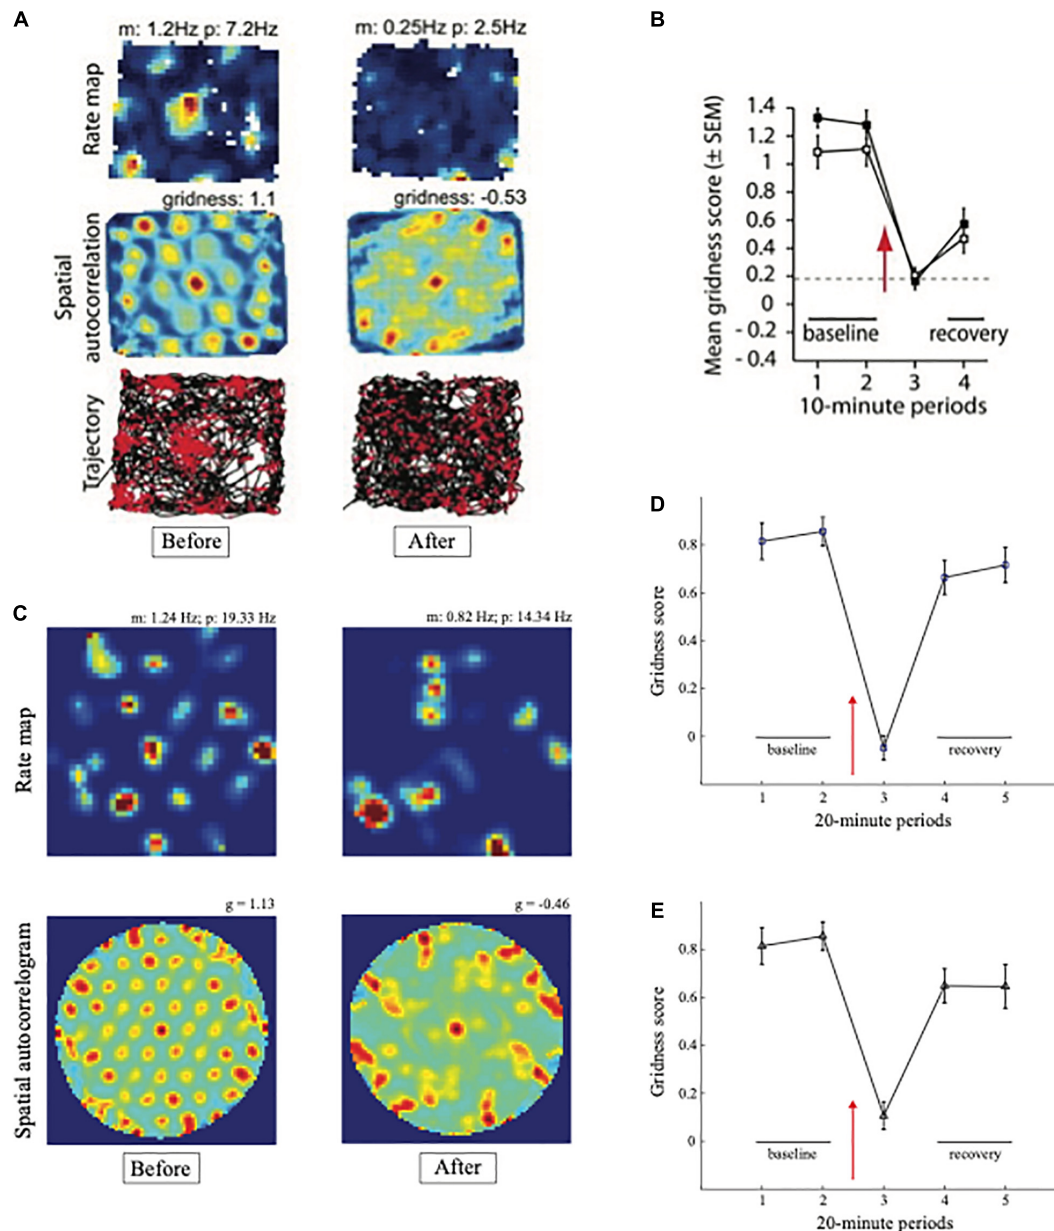 A
m: 1.2Hz p: 7.2Hz
m: 0.25Hz p: 2.5Hz
Rate map
gridness: 1.1
gridness: -0.53
Spatial
autocorrelation
Trajectory
Before
After
B
Mean gridness score (± SEM)
1.4
1.2
1
0.8
0.6
0.4
0.2
0
- 0.2
- 0.4
baseline
recovery
1 2 3 4
10-minute periods
C
m: 1.24 Hz; p: 19.33 Hz
m: 0.82 Hz; p: 14.34 Hz
Rate map
g = 1.13
g = -0.46
Spatial autocorrelogram
Before
After
D
Gridness score
0.8
0.6
0.4
0.2
0
baseline
recovery
1 2 3 4 5
20-minute periods
E
Gridness score
0.8
0.6
0.4
0.2
0
baseline
recovery
1 2 3 4 5
20-minute periods